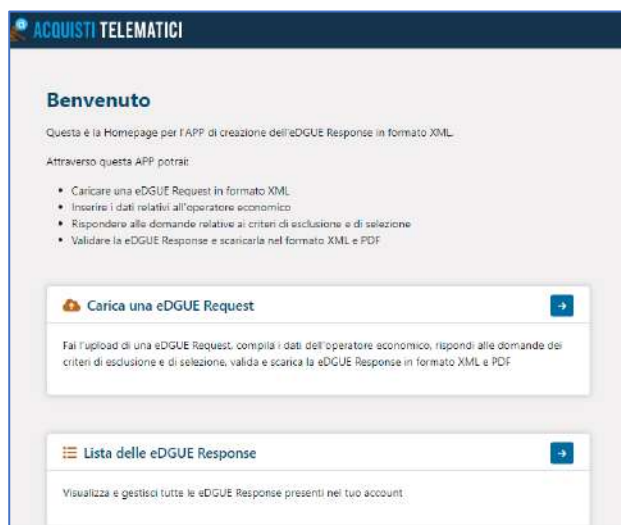 ACQUISTI TELEMATICI
Benvenuto
Questa è la Homepage per l'APP di creazione dell'eDGUE Response in formato XML.
Attraverso questa APP potrai:
• Caricare una eDGUE Request in formato XML
• Inserire i dati relativi all'operatore economico
• Rispondere alle domande relative ai criteri di esclusione e di selezione
• Validare la eDGUE Response e scaricarla nel formato XML e PDF
Carica una eDGUE Request
Fai l'upload di una eDGUE Request, compila i dati dell'operatore economico, rispondi alle domande dei
criteri di esclusione e di selezione, valida e scarica la eDGUE Response in formato XML e PDF
Lista delle eDGUE Response
Visualizza e gestisci tutte le eDGUE Response presenti nel tuo account